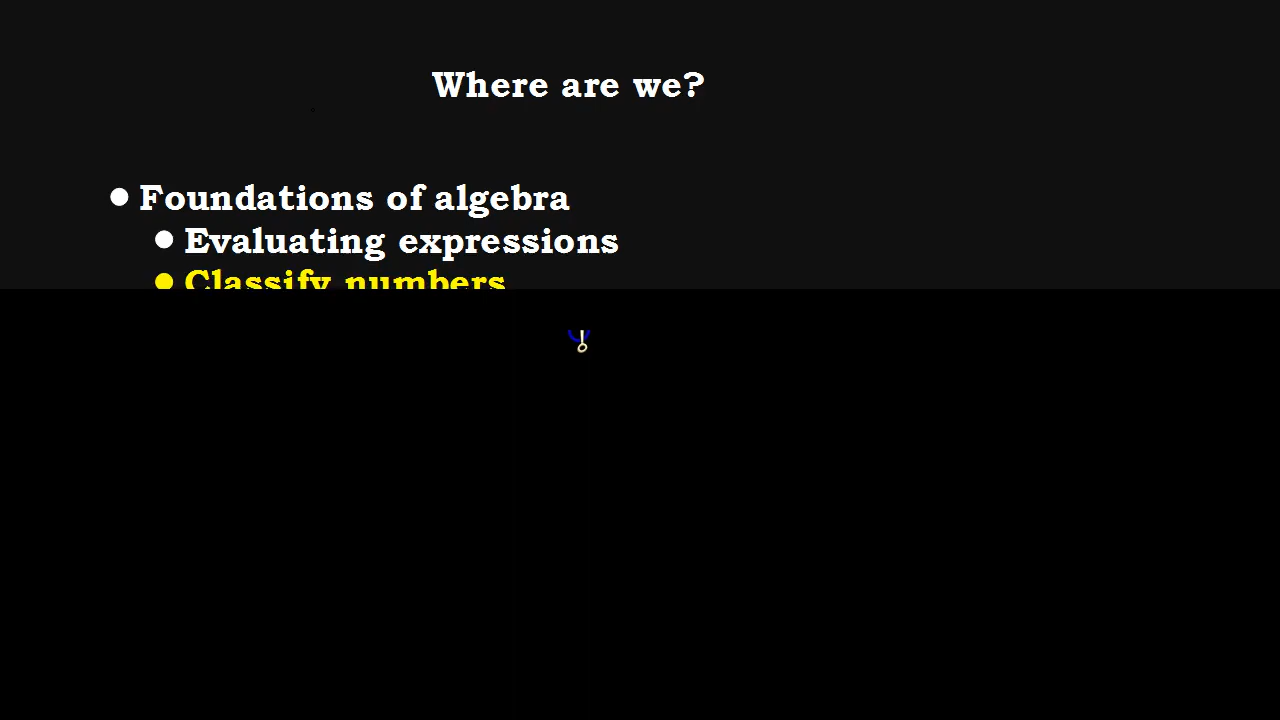 Where are we?
Foundations of algebra
Evaluating expressions
Classify numbers